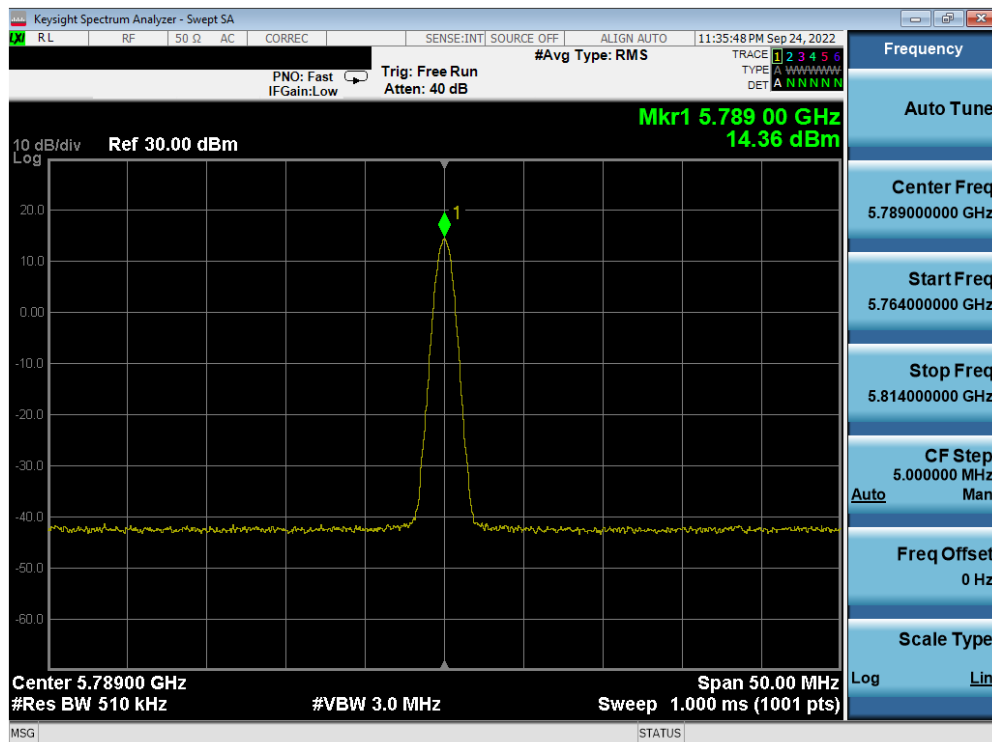 Keysight Spectrum Analyzer - Swept SA
LXI RL RF 50 Ω AC CORREC SENSE:INT SOURCE OFF ALIGN AUTO 11:35:48 PM Sep 24, 2022
#Avg Type: RMS
TRACE 1 2 3 4 5 6
TYPE A WWWWWW
DET A N N N N N
PNO: Fast
IFGain:Low
Trig: Free Run
Atten: 40 dB
Mkr1 5.789 00 GHz
14.36 dBm
10 dB/div
Log
Ref 30.00 dBm
1
20.0
10.0
0.00
-10.0
-20.0
-30.0
-40.0
-50.0
-60.0
Center 5.78900 GHz
Span 50.00 MHz
#Res BW 510 kHz
#VBW 3.0 MHz
Sweep 1.000 ms (1001 pts)
MSG
STATUS
Frequency
Auto Tune
Center Freq
5.789000000 GHz
Start Freq
5.764000000 GHz
Stop Freq
5.814000000 GHz
CF Step
5.000000 MHz
Auto Man
Freq Offset
0 Hz
Scale Type
Log Lin